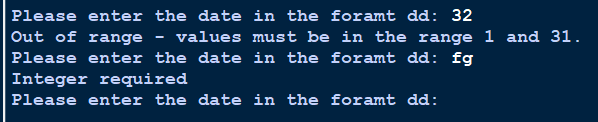 Please enter the date in the foramt dd: 32
Out of range - values must be in the range 1 and 31.
Please enter the date in the foramt dd: fg
Integer required
Please enter the date in the foramt dd: